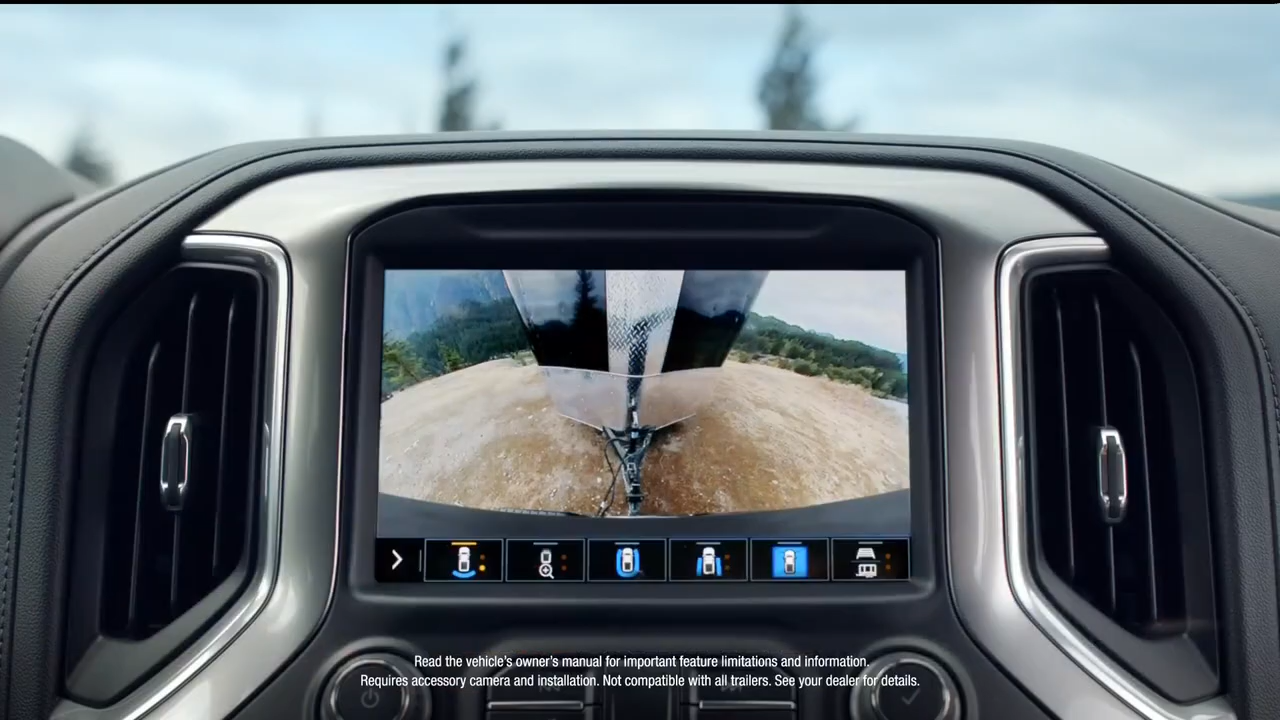 Read the vehicle's owner's manual for important feature limitations and information.
Requires accessory camera and installation. Not compatible with all trailers. See your dealer for details.